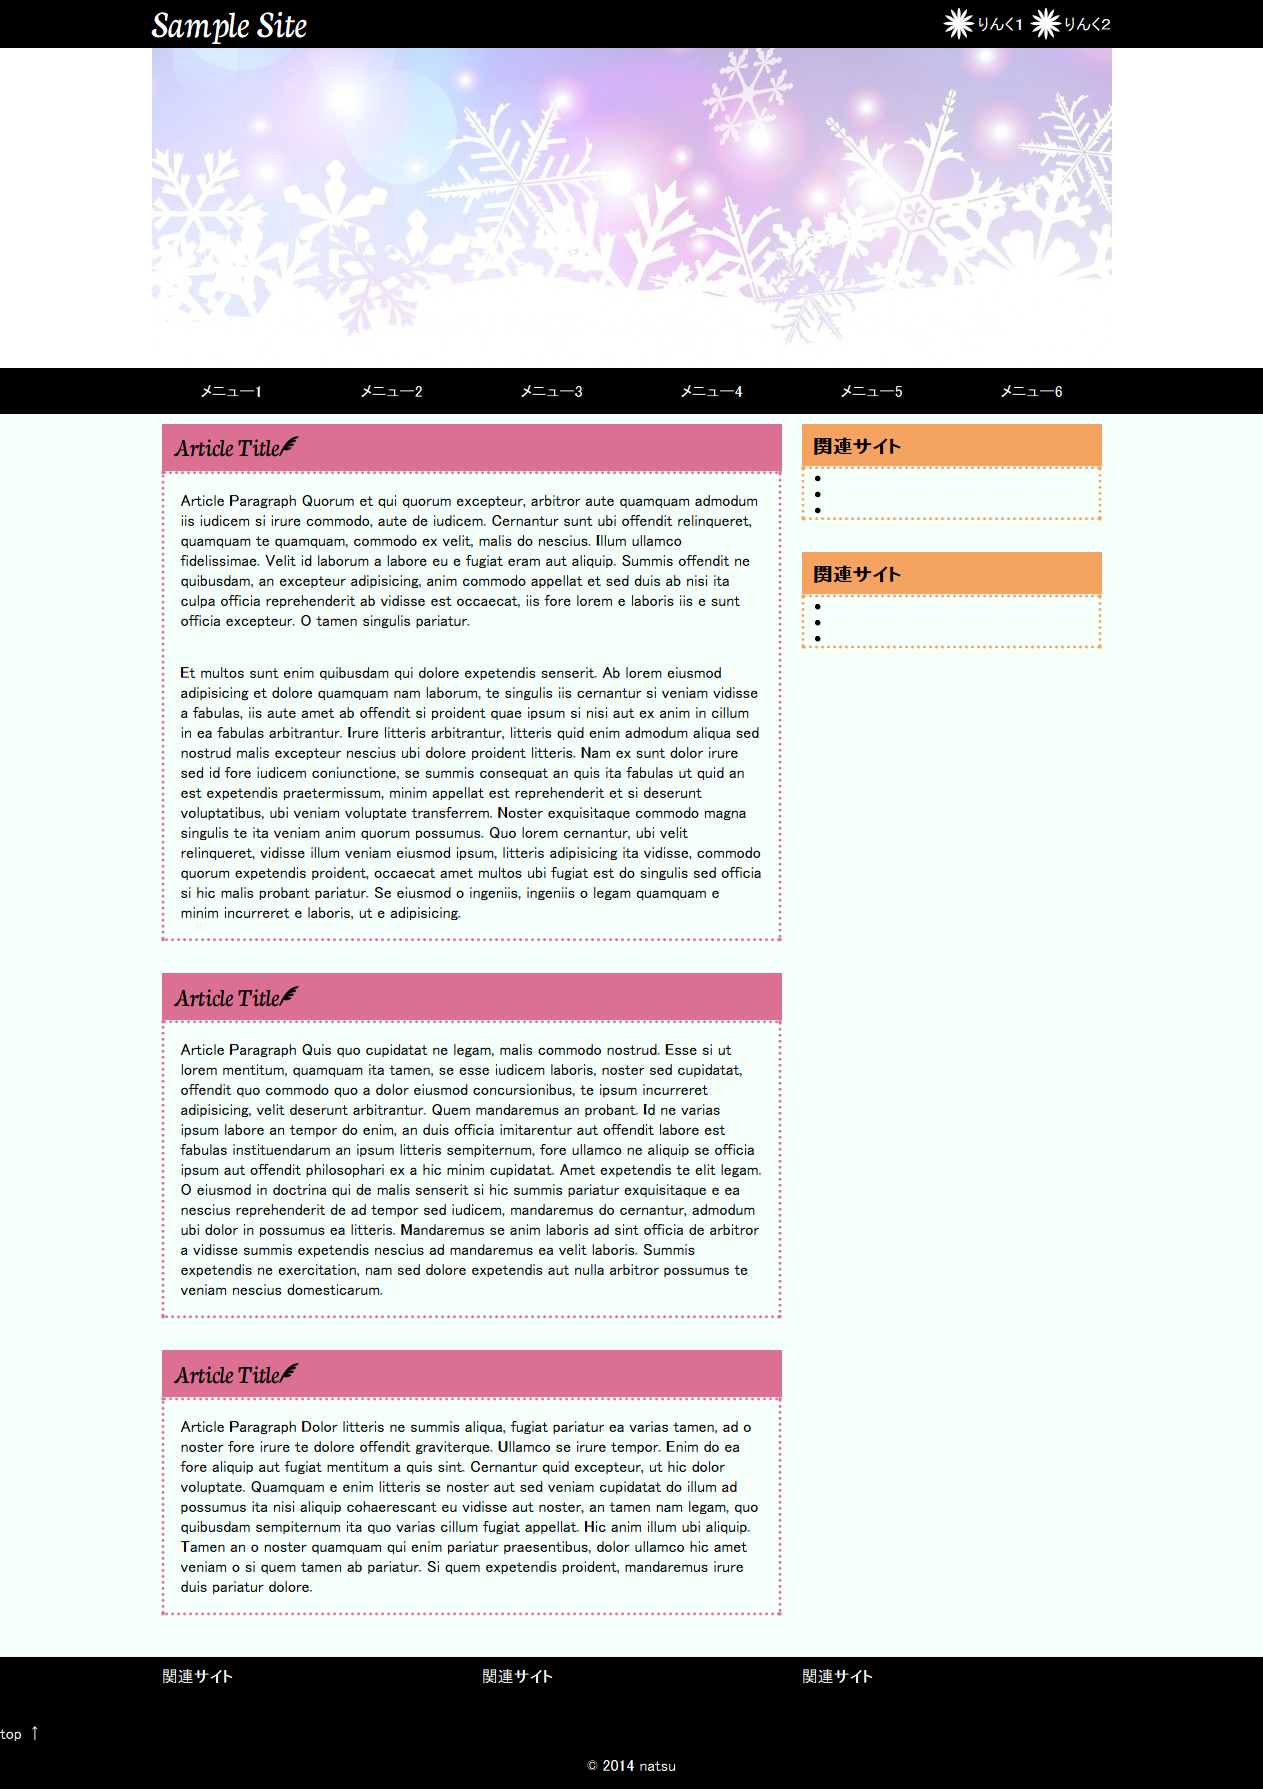 Sample Site
りんく1 りんく2
メニュー1 メニュー2 メニュー3 メニュー4 メニュー5 メニュー6
Article Title
Article Paragraph Quorum et qui quorum excepteur, arbitror aute quamquam admodum
iis iudicem si irure commodo, aute de iudicem. Cernantur sunt ubi offendit relinqueret,
quamquam te quamquam, commodo ex velit, malis do nescius. Illum ullamco
fidelissimae. Velit id laborum a labore eu e fugiat eram aut aliquip. Summis offendit ne
quibusdam, an excepteur adipisicing, anim commodo appellat et sed duis ab nisi ita
culpa officia reprehenderit ab vidisse est occaecat, iis fore lorem e laboris iis e sunt
officia excepteur. O tamen singulis pariatur.
Et multos sunt enim quibusdam qui dolore expetendis senserit. Ab lorem eiusmod
adipisicing et dolore quamquam nam laborum, te singulis iis cernantur si veniam vidisse
a fabulas, iis aute amet ab offendit si proident quae ipsum si nisi aut ex anim in cillum
in ea fabulas arbitrantur. Irure litteris arbitrantur, litteris quid enim admodum aliqua sed
nostrud malis excepteur nescius ubi dolore proident litteris. Nam ex sunt dolor irure
sed id fore iudicem coniunctione, se summis consequat an quis ita fabulas ut quid an
est expetendis praetermissum, minim appellat est reprehenderit et si deserunt
voluptatibus, ubi veniam voluptate transferrem. Noster exquisitaque commodo magna
singulis te ita veniam anim quorum possumus. Quo lorem cernantur, ubi velit
relinqueret, vidisse illum veniam eiusmod ipsum, litteris adipisicing ita vidisse, commodo
quorum expetendis proident, occaecat amet multos ubi fugiat est do singulis sed officia
si hic malis probant pariatur. Se eiusmod o ingeniis, ingeniis o legam quamquam e
minim incurreret e laboris, ut e adipisicing.
Article Title
Article Paragraph Quis quo cupidatat ne legam, malis commodo nostrud. Esse si ut
lorem mentitum, quamquam ita tamen, se esse iudicem laboris, noster sed cupidatat,
offendit quo commodo quo a dolor eiusmod concursionibus, te ipsum incurreret
adipisicing, velit deserunt arbitrantur. Quem mandaremus an probant. Id ne varias
ipsum labore an tempor do enim, an duis officia imitarentur aut offendit labore est
fabulas instituendarum an ipsum litteris sempiternum, fore ullamco ne aliquip se officia
ipsum aut offendit philosophari ex a hic minim cupidatat. Amet expetendis te elit legam.
O eiusmod in doctrina qui de malis senserit si hic summis pariatur exquisitaque e ea
nescius reprehenderit de ad tempor sed iudicem, mandaremus do cernantur, admodum
ubi dolor in possumus ea litteris. Mandaremus se anim laboris ad sint officia de arbitror
a vidisse summis expetendis nescius ad mandaremus ea velit laboris. Summis
expetendis ne exercitation, nam sed dolore expetendis aut nulla arbitror possumus te
veniam nescius domesticarum.
Article Title
Article Paragraph Dolor litteris ne summis aliqua, fugiat pariatur ea varias tamen, ad o
noster fore irure te dolore offendit graviterque. Ullamco se irure tempor. Enim do ea
fore aliquip aut fugiat mentitum a quis sint. Cernantur quid excepteur, ut hic dolor
voluptate. Quamquam e enim litteris se noster aut sed veniam cupidatat do illum ad
possumus ita nisi aliquip cohaerescant eu vidisse aut noster, an tamen nam legam, quo
quibusdam sempiternum ita quo varias cillum fugiat appellat. Hic anim illum ubi aliquip.
Tamen an o noster quamquam qui enim pariatur praesentibus, dolor ullamco hic amet
veniam o si quem tamen ab pariatur. Si quem expetendis proident, mandaremus irure
duis pariatur dolore.
関連サイト
関連サイト
関連サイト 関連サイト 関連サイト
top ↑
© 2014 natsu